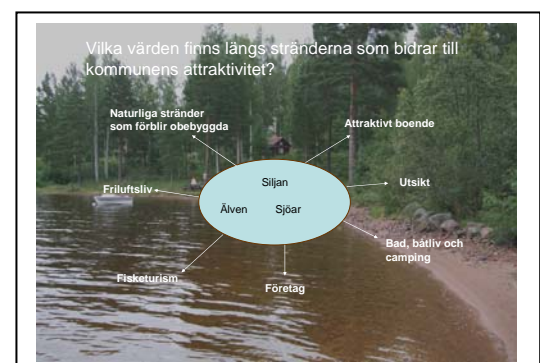 Vilka värden finns längs stränderna som bidrar till
kommunens attraktivitet?
Naturliga stränder
som förblir obebyggda
Attraktivt boende
Siljan
Friluftsliv
Utsikt
Älven
Sjöar
Bad, båtliv och
camping
Fisketurism
Företag